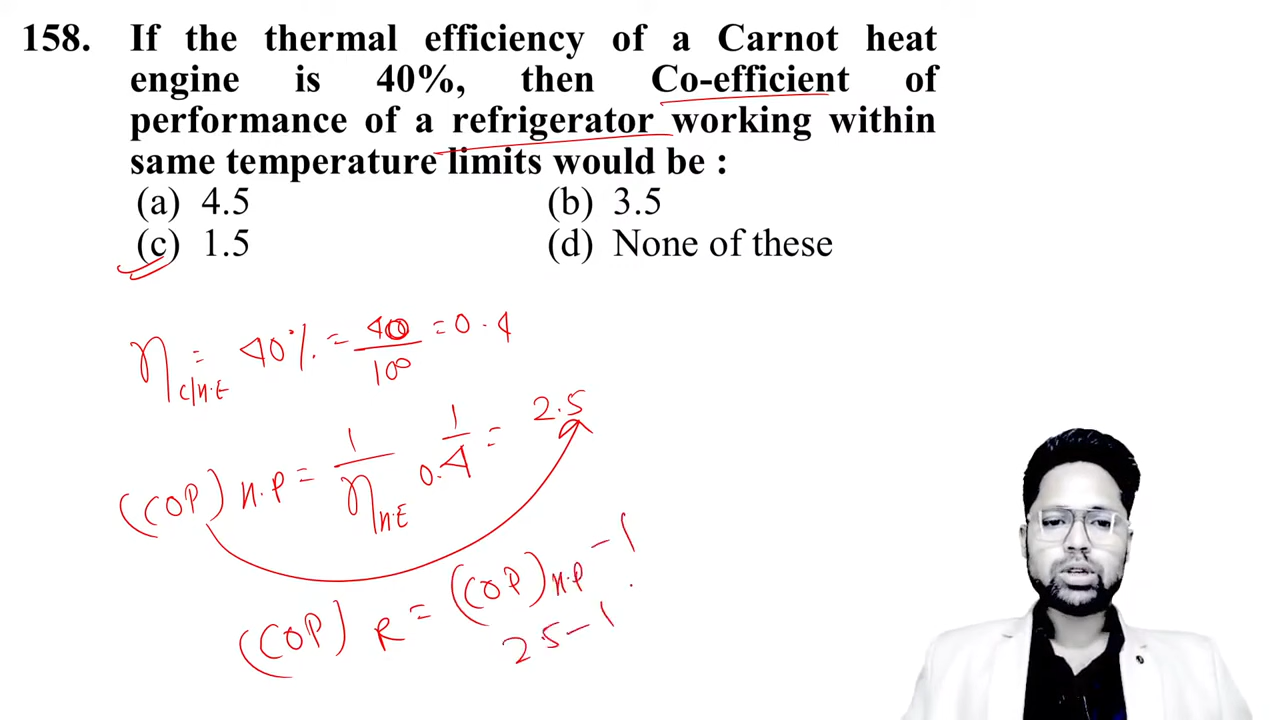 158. If the thermal efficiency of a Carnot heat
engine is 40%, then Co-efficient of
performance of a refrigerator working within
same temperature limits would be :
(a) 4.5 (b) 3.5
(c) 1.5 (d) None of these
η = 40% = 40/100 = 0.4
(COP) H.P = 1/η H.E 1/0.4 = 2.5
(COP) R = (COP) H.P - 1
2.5 - 1